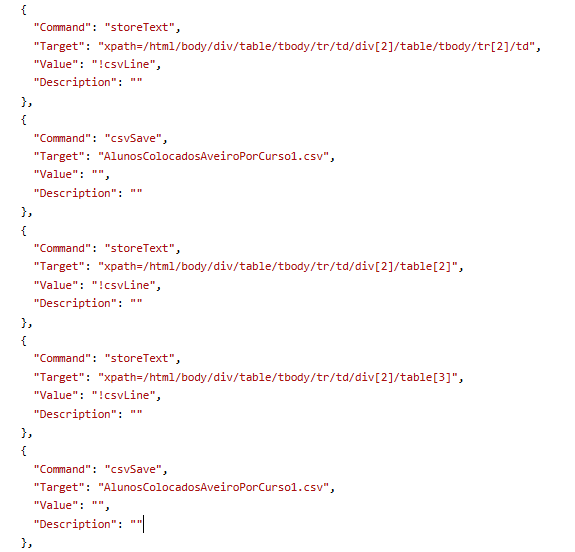 {
"Command": "storeText",
"Target": "xpath=/html/body/div/table/tbody/tr/td/div[2]/table/tbody/tr[2]/td",
"Value": "!csvLine",
"Description": ""
},
{
"Command": "csvSave",
"Target": "AlunosColocadosAveiroPorCurso1.csv",
"Value": "",
"Description": ""
},
{
"Command": "storeText",
"Target": "xpath=/html/body/div/table/tbody/tr/td/div[2]/table[2]",
"Value": "!csvLine",
"Description": ""
},
{
"Command": "storeText",
"Target": "xpath=/html/body/div/table/tbody/tr/td/div[2]/table[3]",
"Value": "!csvLine",
"Description": ""
},
{
"Command": "csvSave",
"Target": "AlunosColocadosAveiroPorCurso1.csv",
"Value": "",
"Description": ""
},